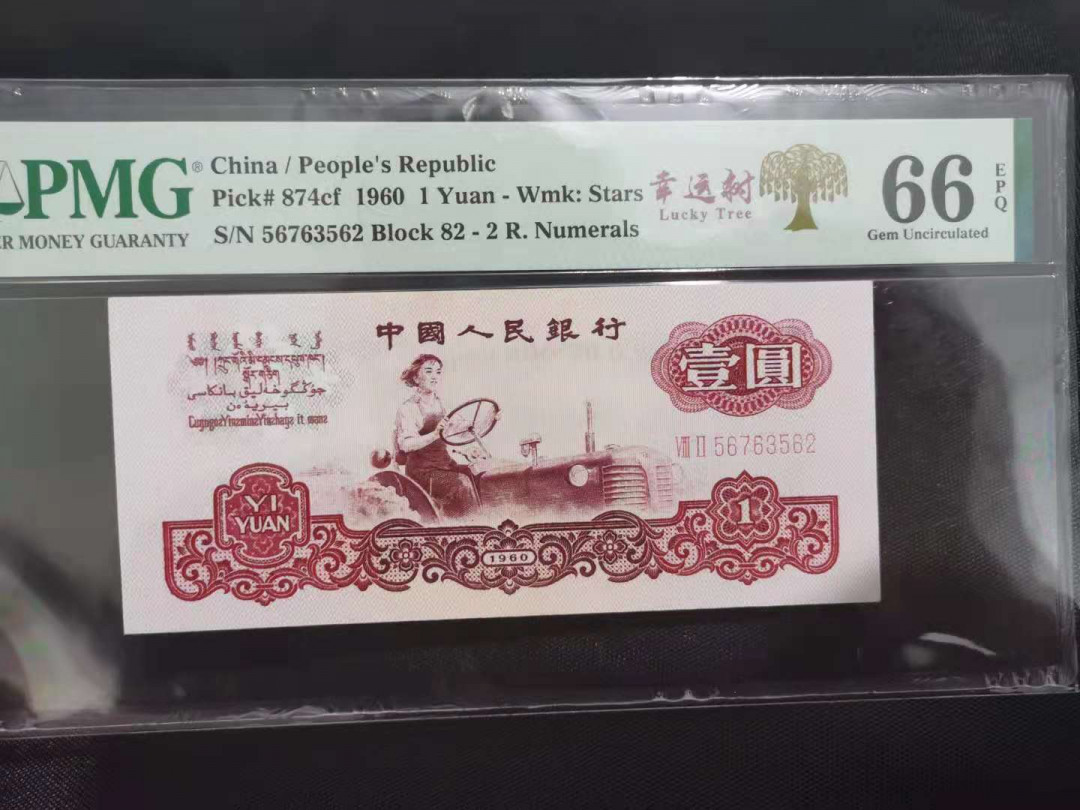 PMG®
ER MONEY GUARANTY
China / People's Republic
Pick# 874cf 1960 1 Yuan - Wmk: Stars
S/N 56763562 Block 82 - 2 R. Numerals
幸运树
Lucky Tree
66
EPQ
Gem Uncirculated
中國人民銀行
壹圓
VIII II 56763562
YI
YUAN
1960
1